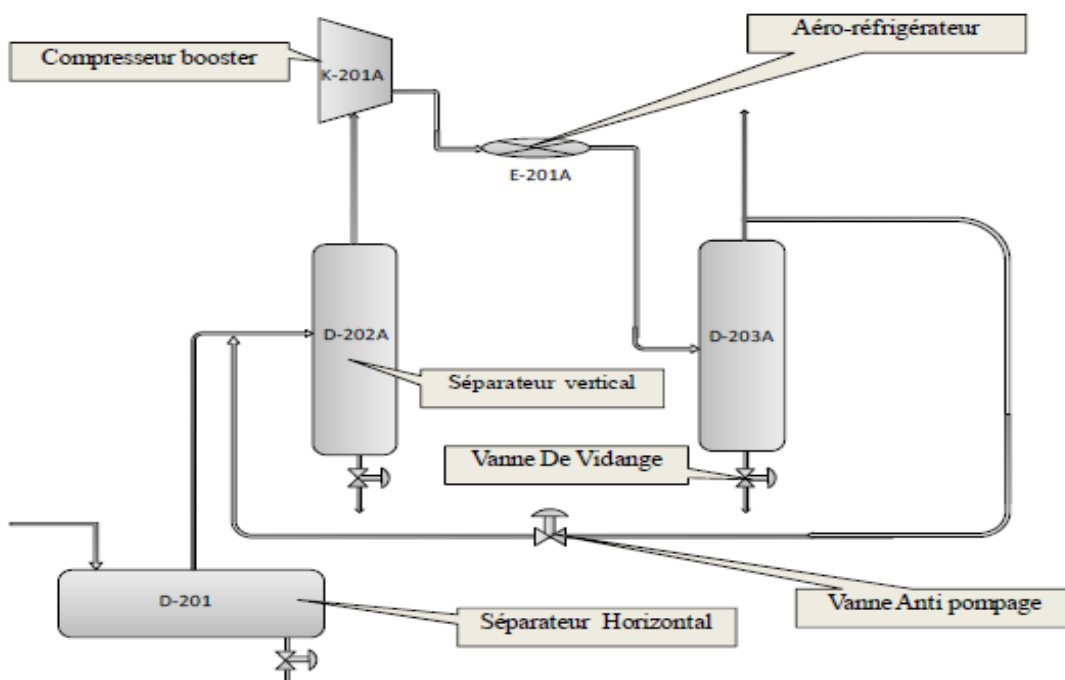 Aéro-réfrigérateur
Compresseur booster
K-201A
E-201A
D-202A
D-203A
Séparateur vertical
Vanne De Vidange
D-201
Séparateur Horizontal
Vanne Anti pompage